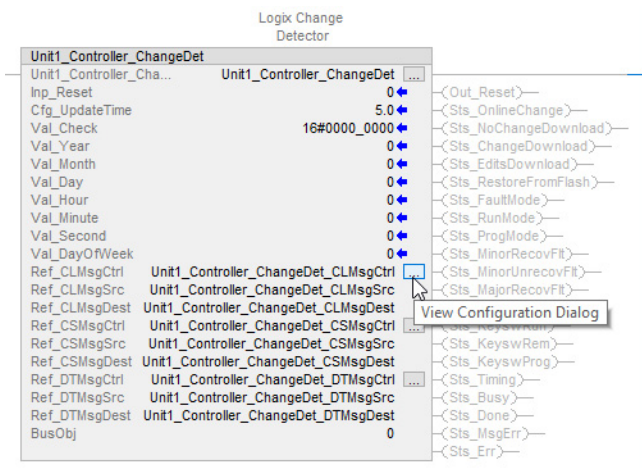 Logix Change
Detector
Unit1_Controller_ChangeDet
Unit1_Controller_Cha... Unit1_Controller_ChangeDet ...
Inp_Reset 0 (Out_Reset)
Cfg_UpdateTime 5.0 (Sts_OnlineChange)
Val_Check 16#0000_0000 (Sts_NoChangeDownload)
Val_Year 0 (Sts_ChangeDownload)
Val_Month 0 (Sts_EditsDownload)
Val_Day 0 (Sts_RestoreFromFlash)
Val_Hour 0 (Sts_FaultMode)
Val_Minute 0 (Sts_RunMode)
Val_Second 0 (Sts_ProgMode)
Val_DayOfWeek 0 (Sts_MinorRecovFlt)
Ref_CLMsgCtrl Unit1_Controller_ChangeDet_CLMsgCtrl ... (Sts_MinorUnrecovFlt)
Ref_CLMsgSrc Unit1_Controller_ChangeDet_CLMsgSrc (Sts_MajorRecovFlt)
Ref_CLMsgDest Unit1_Controller_ChangeDet_CLMsgDest View Configuration Dialog
Ref_CSMsgCtrl Unit1_Controller_ChangeDet_CSMsgCtrl ...
Ref_CSMsgSrc Unit1_Controller_ChangeDet_CSMsgSrc (Sts_KeyswRem)
Ref_CSMsgDest Unit1_Controller_ChangeDet_CSMsgDest (Sts_KeyswProg)
Ref_DTMsgCtrl Unit1_Controller_ChangeDet_DTMsgCtrl ... (Sts_Timing)
Ref_DTMsgSrc Unit1_Controller_ChangeDet_DTMsgSrc (Sts_Busy)
Ref_DTMsgDest Unit1_Controller_ChangeDet_DTMsgDest (Sts_Done)
BusObj 0 (Sts_MsgErr)
(Sts_Err)